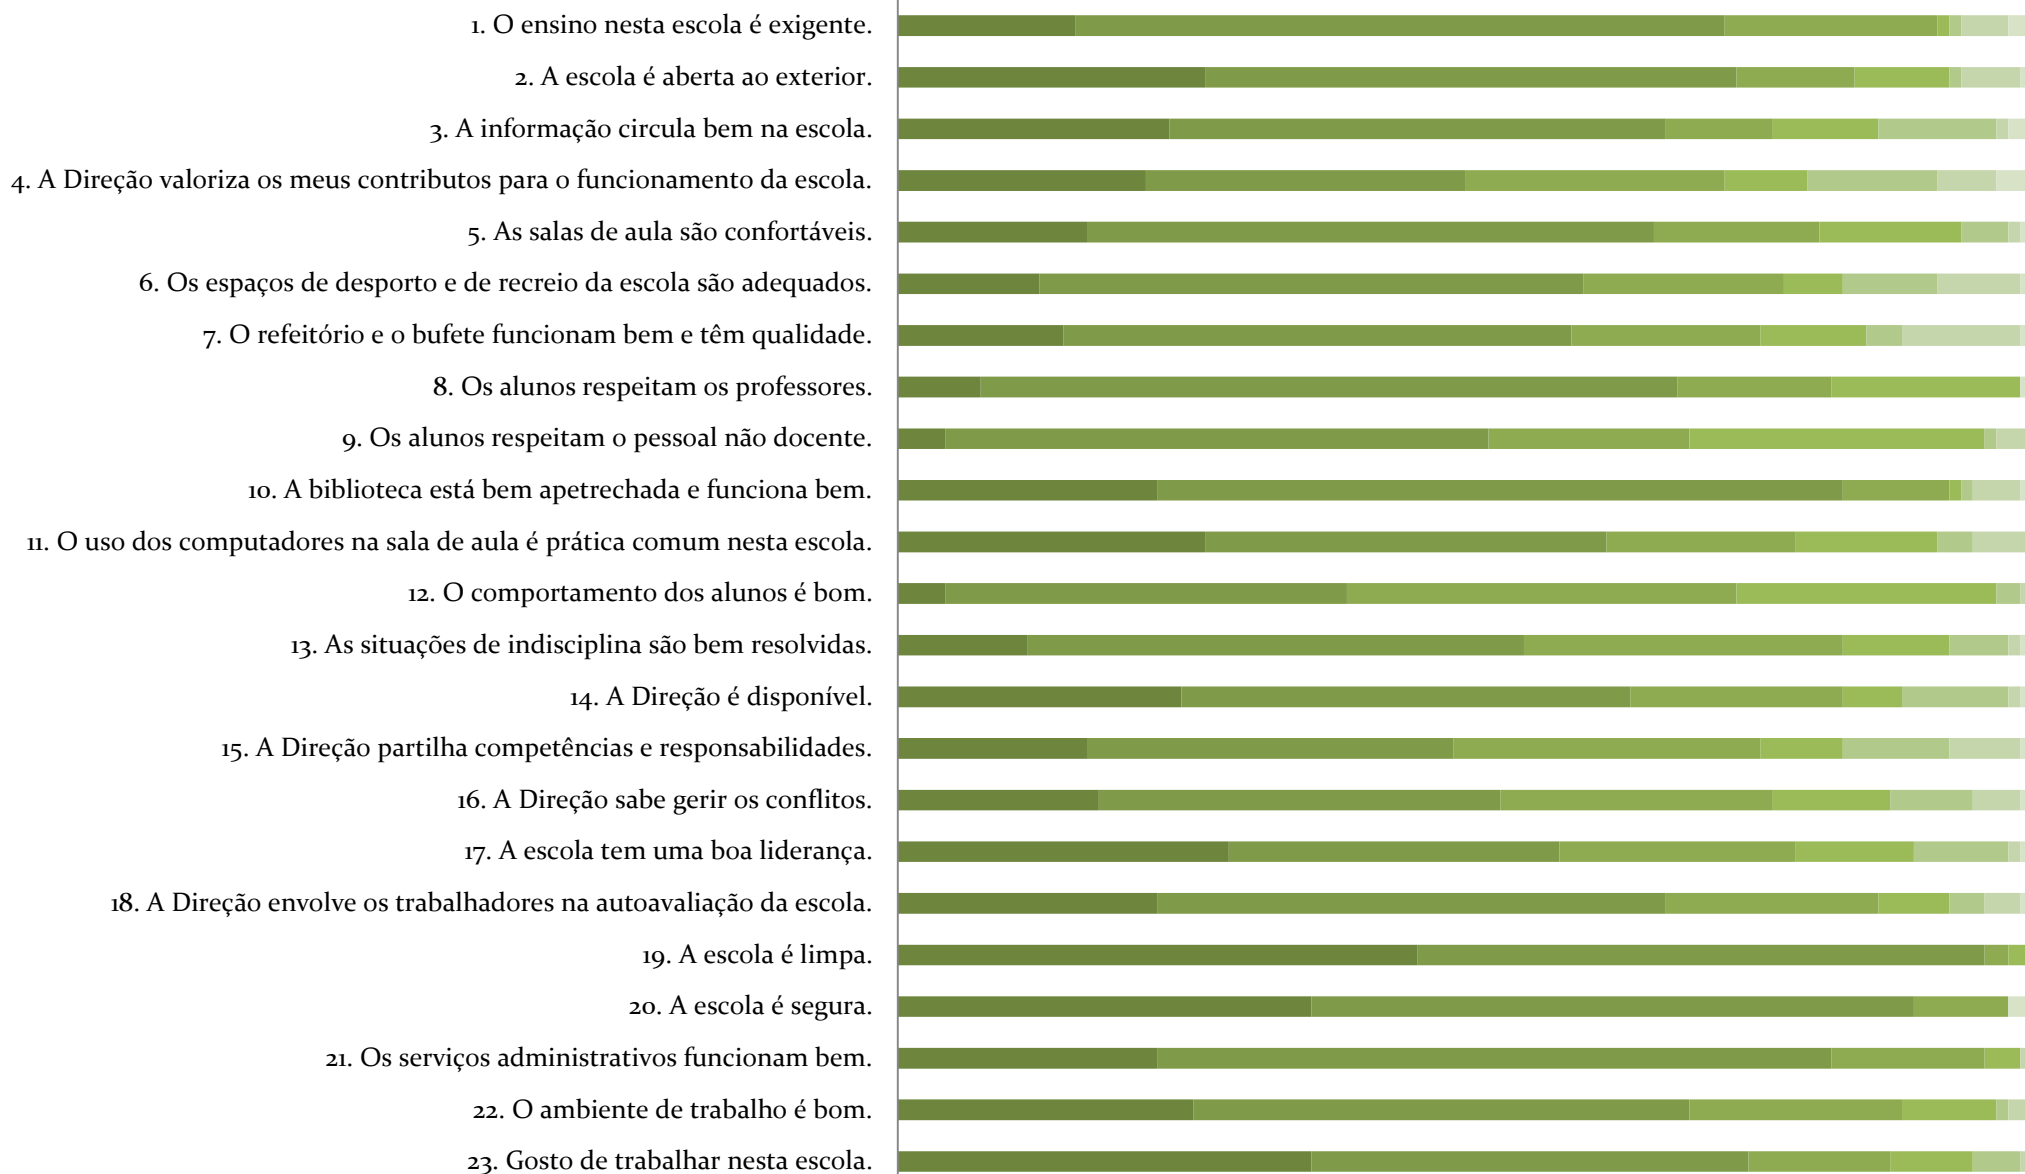 1. O ensino nesta escola é exigente.
2. A escola é aberta ao exterior.
3. A informação circula bem na escola.
4. A Direção valoriza os meus contributos para o funcionamento da escola.
5. As salas de aula são confortáveis.
6. Os espaços de desporto e de recreio da escola são adequados.
7. O refeitório e o bufete funcionam bem e têm qualidade.
8. Os alunos respeitam os professores.
9. Os alunos respeitam o pessoal não docente.
10. A biblioteca está bem apetrechada e funciona bem.
11. O uso dos computadores na sala de aula é prática comum nesta escola.
12. O comportamento dos alunos é bom.
13. As situações de indisciplina são bem resolvidas.
14. A Direção é disponível.
15. A Direção partilha competências e responsabilidades.
16. A Direção sabe gerir os conflitos.
17. A escola tem uma boa liderança.
18. A Direção envolve os trabalhadores na autoavaliação da escola.
19. A escola é limpa.
20. A escola é segura.
21. Os serviços administrativos funcionam bem.
22. O ambiente de trabalho é bom.
23. Gosto de trabalhar nesta escola.